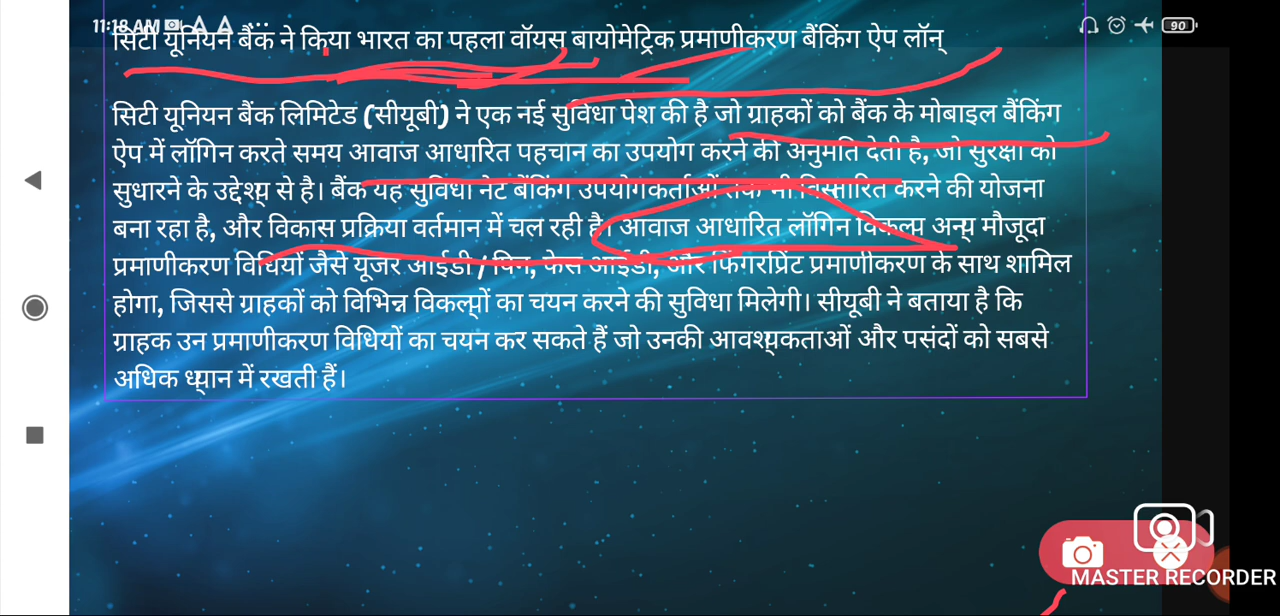 11:18 AM
90
सिटी यूनियन बैंक ने किया भारत का पहला वॉयस बायोमेट्रिक प्रमाणीकरण बैंकिंग ऐप लॉन्
सिटी यूनियन बैंक लिमिटेड (सीयूबी) ने एक नई सुविधा पेश की है जो ग्राहकों को बैंक के मोबाइल बैंकिंग
ऐप में लॉगिन करते समय आवाज आधारित पहचान का उपयोग करने की अनुमति देती है, जो सुरक्षा को
सुधारने के उद्देश्य से है। बैंक यह सुविधा नेट बैंकिंग उपयोगकर्ताओं तक भी विस्तारित करने की योजना
बना रहा है, और विकास प्रक्रिया वर्तमान में चल रही है। आवाज आधारित लॉगिन विकल्प अन्य मौजूदा
प्रमाणीकरण विधियों जैसे यूजर आईडी / पिन, फेस आईडी, और फिंगरप्रिंट प्रमाणीकरण के साथ शामिल
होगा, जिससे ग्राहकों को विभिन्न विकल्पों का चयन करने की सुविधा मिलेगी। सीयूबी ने बताया है कि
ग्राहक उन प्रमाणीकरण विधियों का चयन कर सकते हैं जो उनकी आवश्यकताओं और पसंदों को सबसे
अधिक ध्यान में रखती हैं।
MASTER RECORDER